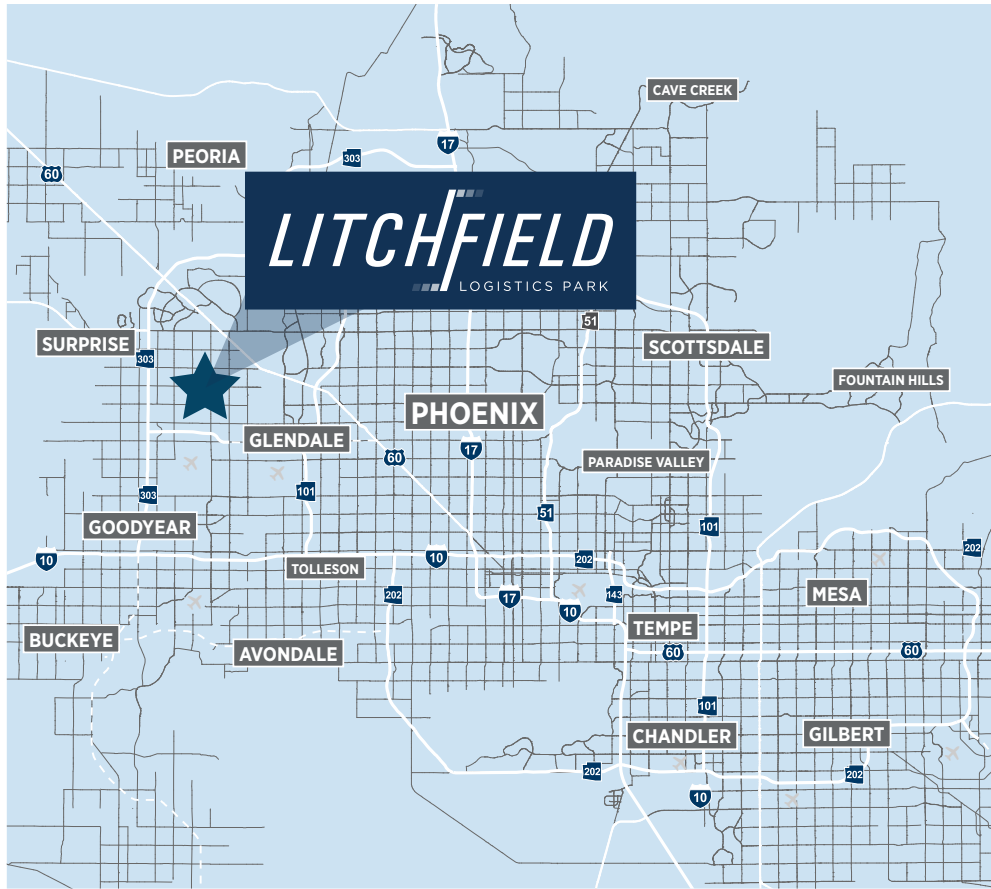 CAVE CREEK
17
PEORIA
303
60
LITCHFIELD
LOGISTICS PARK
51
SURPRISE
303
SCOTTSDALE
FOUNTAIN HILLS
PHOENIX
GLENDALE
17
60
PARADISE VALLEY
303
101
51
GOODYEAR
101
10
10
202
202
TOLLESON
202
17
10
143
MESA
BUCKEYE
AVONDALE
TEMPE
60
60
101
CHANDLER
GILBERT
202
202
10